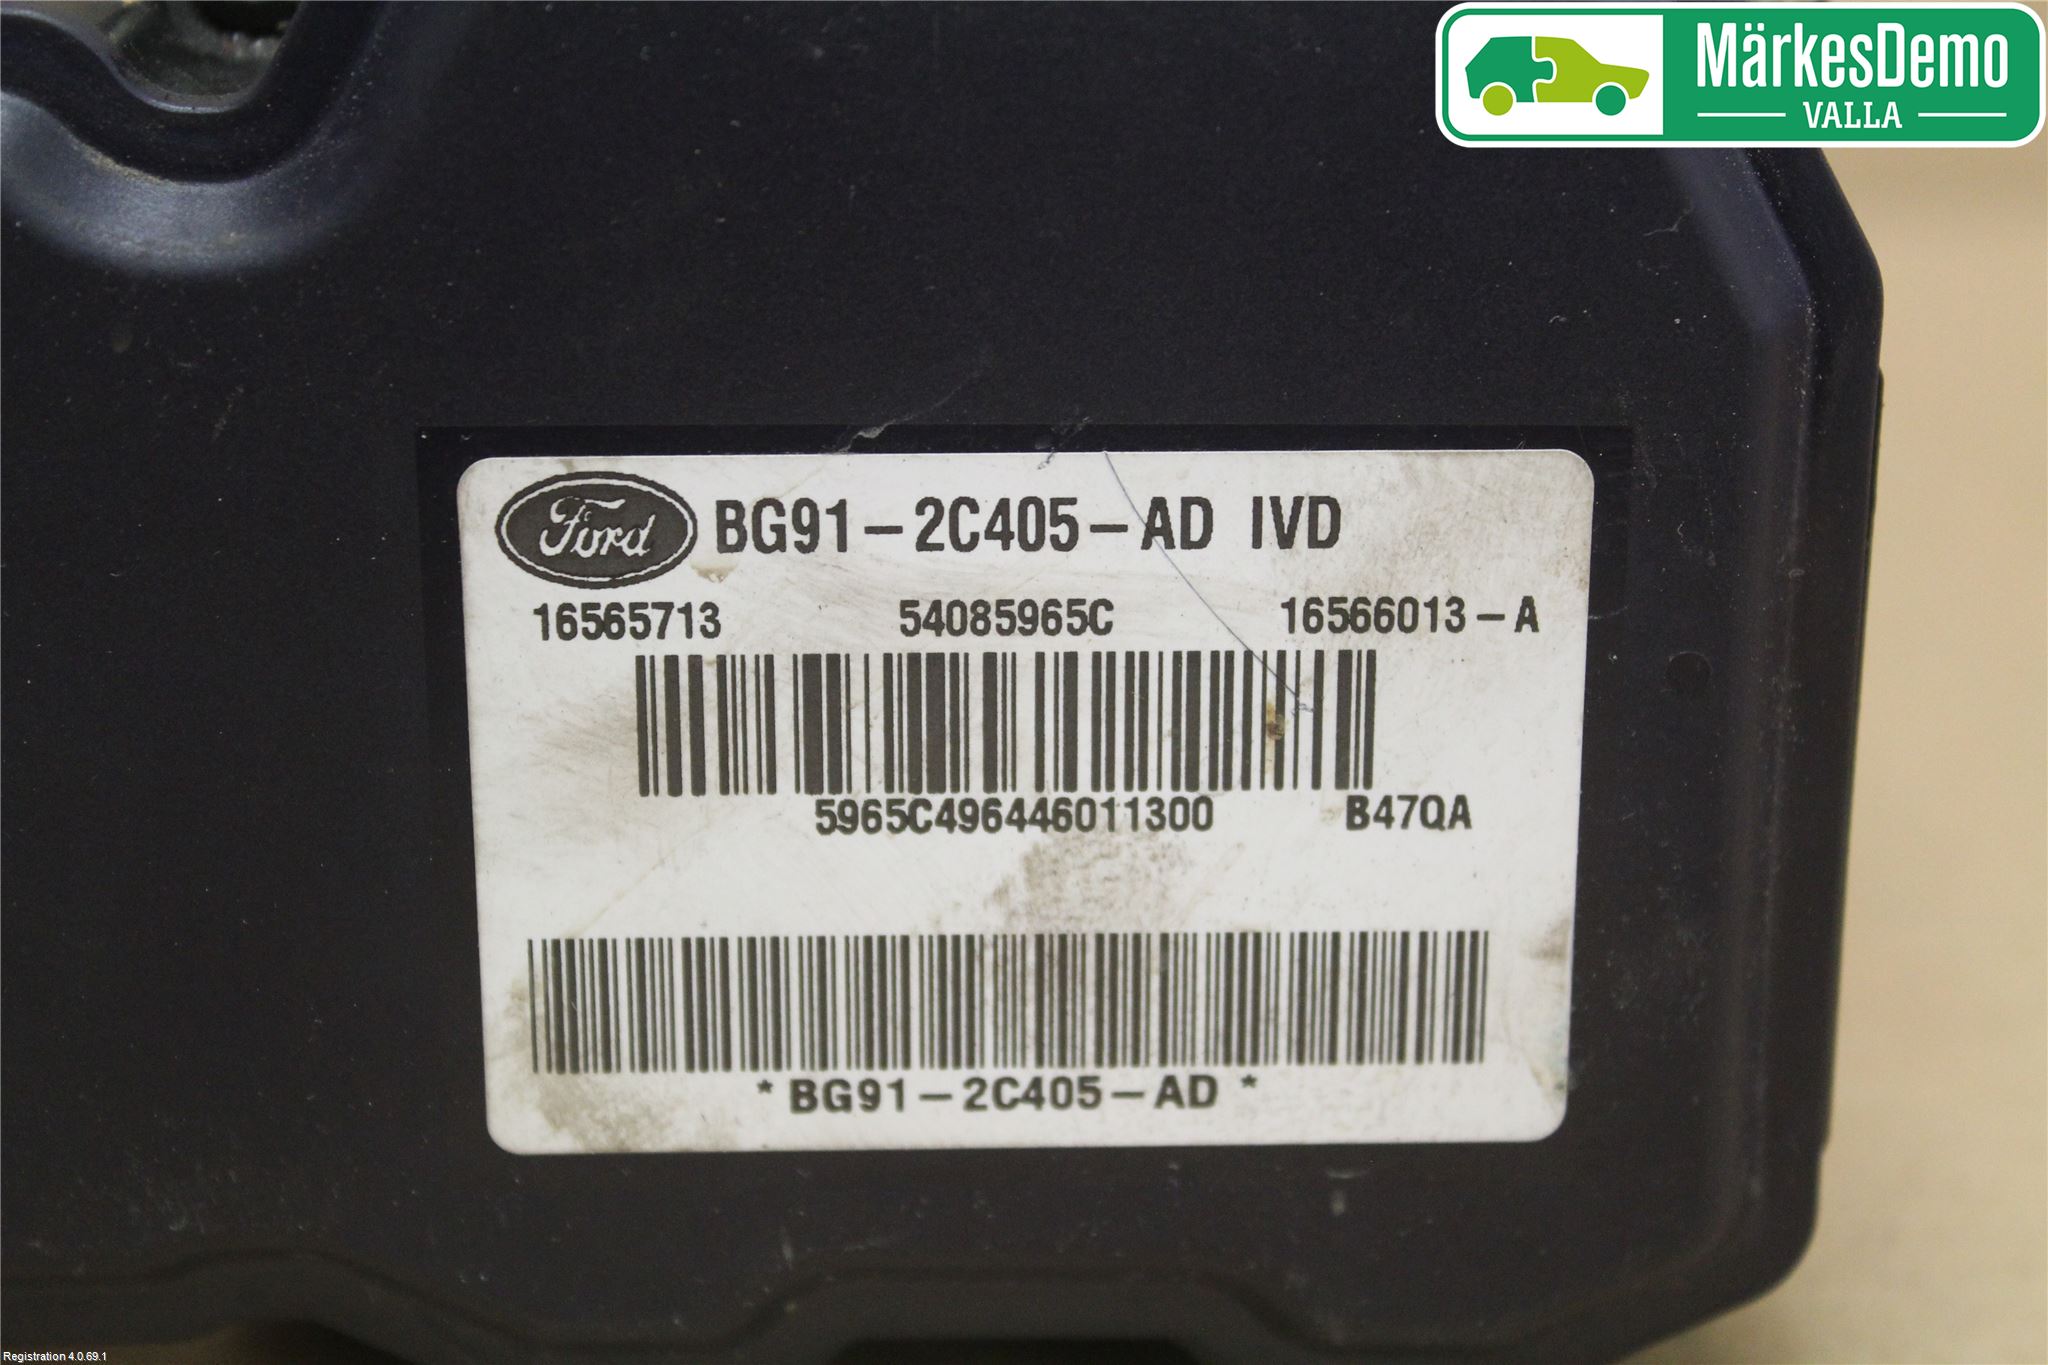 MärkesDemo
VALLA
Ford BG91-2C405-AD IVD
16565713 54085965C 16566013-A
5965C496446011300 B47QA
*BG91-2C405-AD*
Registration 4.0.69.1